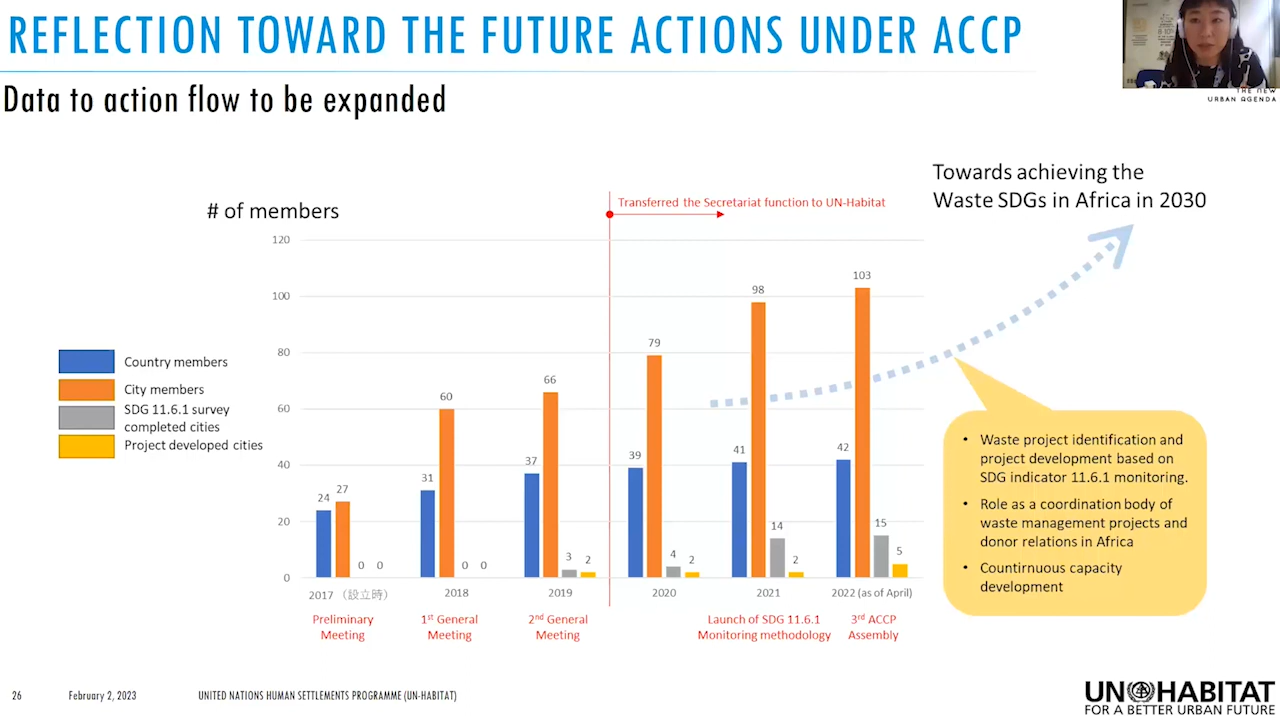 REFLECTION TOWARD THE FUTURE ACTIONS UNDER ACCP
THE NEW
URBAN AGENDA
Data to action flow to be expanded
Towards achieving the
Waste SDGs in Africa in 2030
# of members
Transferred the Secretariat function to UN-Habitat
120
100
80
60
40
20
0
Country members
City members
SDG 11.6.1 survey
completed cities
Project developed cities
24 27 0 0
31 60 0 0
37 66 3 2
39 79 4 2
41 98 14 2
42 103 15 5
2017 （設立時） 2018 2019 2020 2021 2022 (as of April)
Preliminary
Meeting
1st General
Meeting
2nd General
Meeting
Launch of SDG 11.6.1
Monitoring methodology
3rd ACCP
Assembly
• Waste project identification and
project development based on
SDG indicator 11.6.1 monitoring.
• Role as a coordination body of
waste management projects and
donor relations in Africa
• Countirnuous capacity
development
26 February 2, 2023 UNITED NATIONS HUMAN SETTLEMENTS PROGRAMME (UN-HABITAT)
UN HABITAT
FOR A BETTER URBAN FUTURE